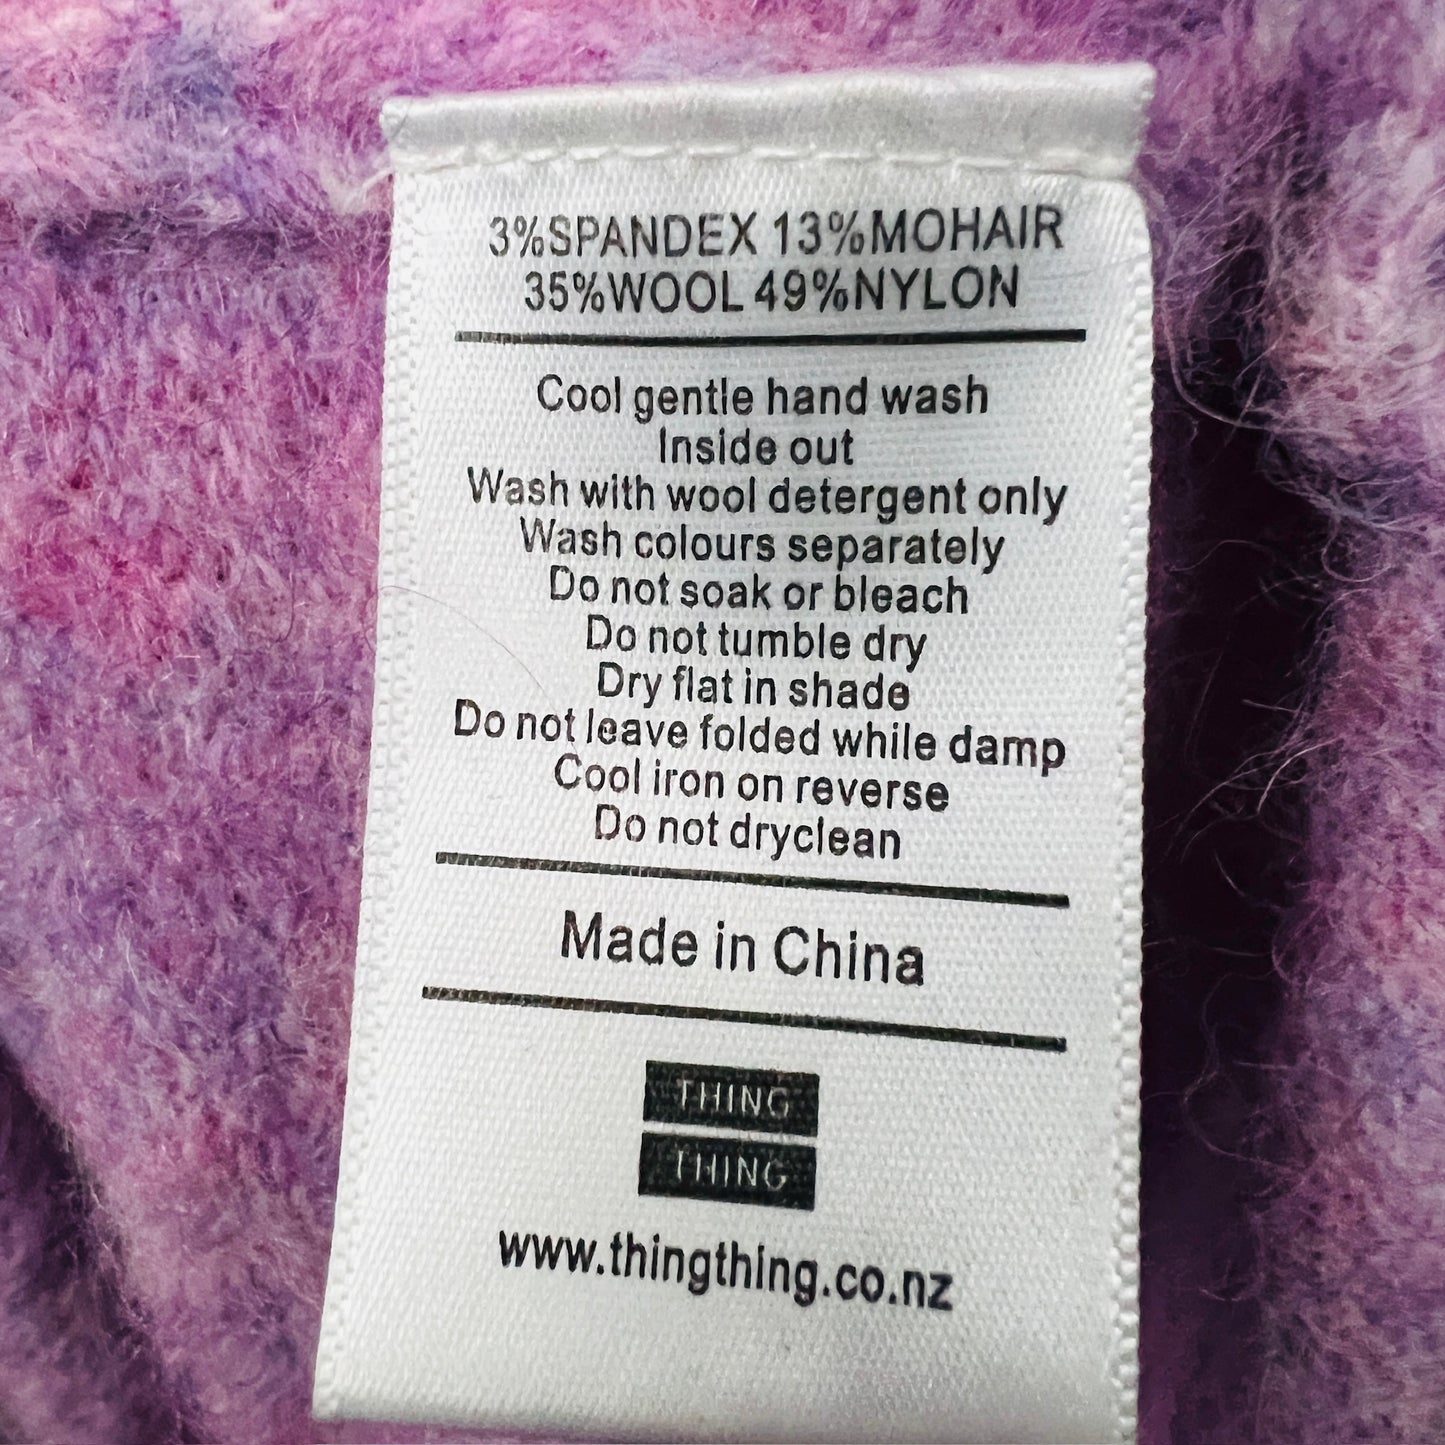 3%SPANDEX 13%MOHAIR
35%WOOL 49%NYLON
Cool gentle hand wash
Inside out
Wash with wool detergent only
Wash colours separately
Do not soak or bleach
Do not tumble dry
Dry flat in shade
Do not leave folded while damp
Cool iron on reverse
Do not dryclean
Made in China
THING
THING
www.thingthing.co.nz